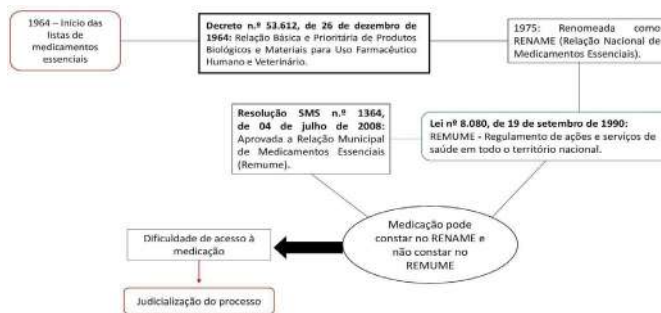 1964 – Início das
listas de
medicamentos
essenciais
Decreto n.º 53.612, de 26 de dezembro de
1964: Relação Básica e Prioritária de Produtos
Biológicos e Materiais para Uso Farmacêutico
Humano e Veterinário.
1975: Renomeada como
RENAME (Relação Nacional de
Medicamentos Essenciais).
Resolução SMS n.º 1364,
de 04 de julho de 2008:
Aprovada a Relação Municipal
de Medicamentos Essenciais
(Remume).
Lei nº 8.080, de 19 de setembro de 1990:
REMUME - Regulamento de ações e serviços de
saúde em todo o território nacional.
Medicação pode
constar no RENAME e
não constar no
REMUME
Dificuldade de acesso à
medicação
Judicialização do processo